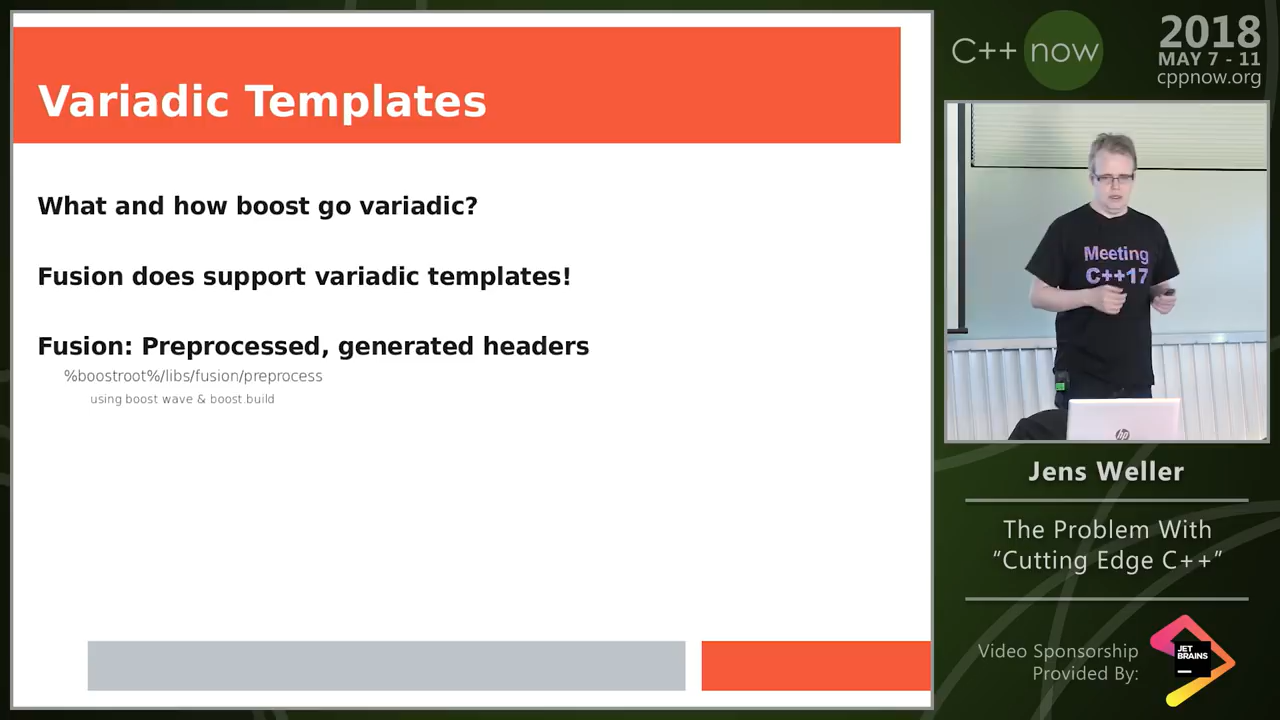 Variadic Templates
What and how boost go variadic?
Fusion does support variadic templates!
Fusion: Preprocessed, generated headers
%boostroot%/libs/fusion/preprocess
using boost wave & boost.build
C++ now
2018
MAY 7 - 11
cppnow.org
Meeting
C++17
hp
Jens Weller
The Problem With
“Cutting Edge C++”
Video Sponsorship
Provided By:
JET
BRAINS